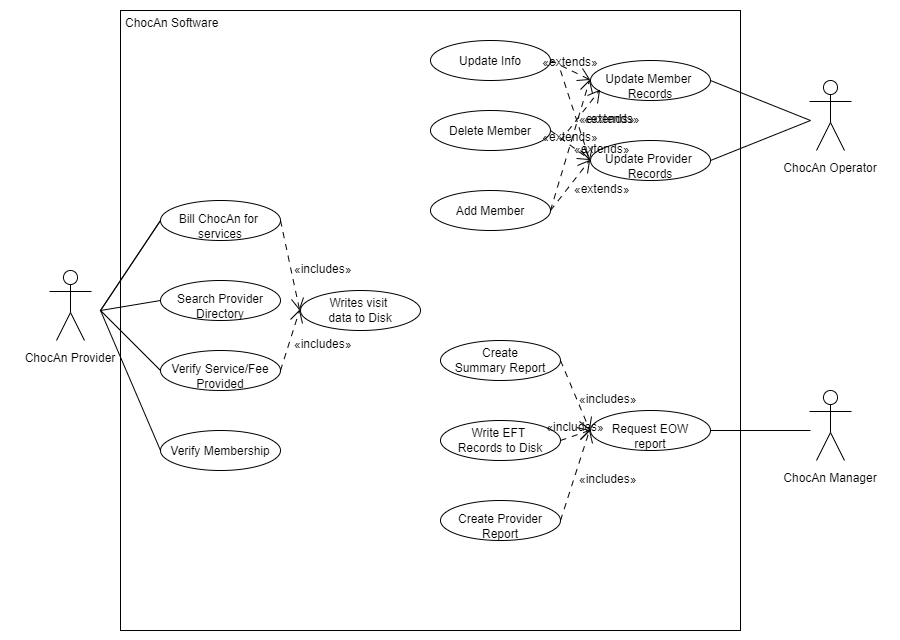 ChocAn Software
Update Info
«extends»
Update Member
Records
«extends»
«extends»
Delete Member
«extends»
«extends»
Update Provider
Records
«extends»
Add Member
ChocAn Operator
Bill ChocAn for
services
«includes»
Search Provider
Directory
Writes visit
data to Disk
«includes»
ChocAn Provider
Verify Service/Fee
Provided
Verify Membership
Create
Summary Report
«includes»
Write EFT
Records to Disk
«includes»
Request EOW
report
«includes»
Create Provider
Report
ChocAn Manager